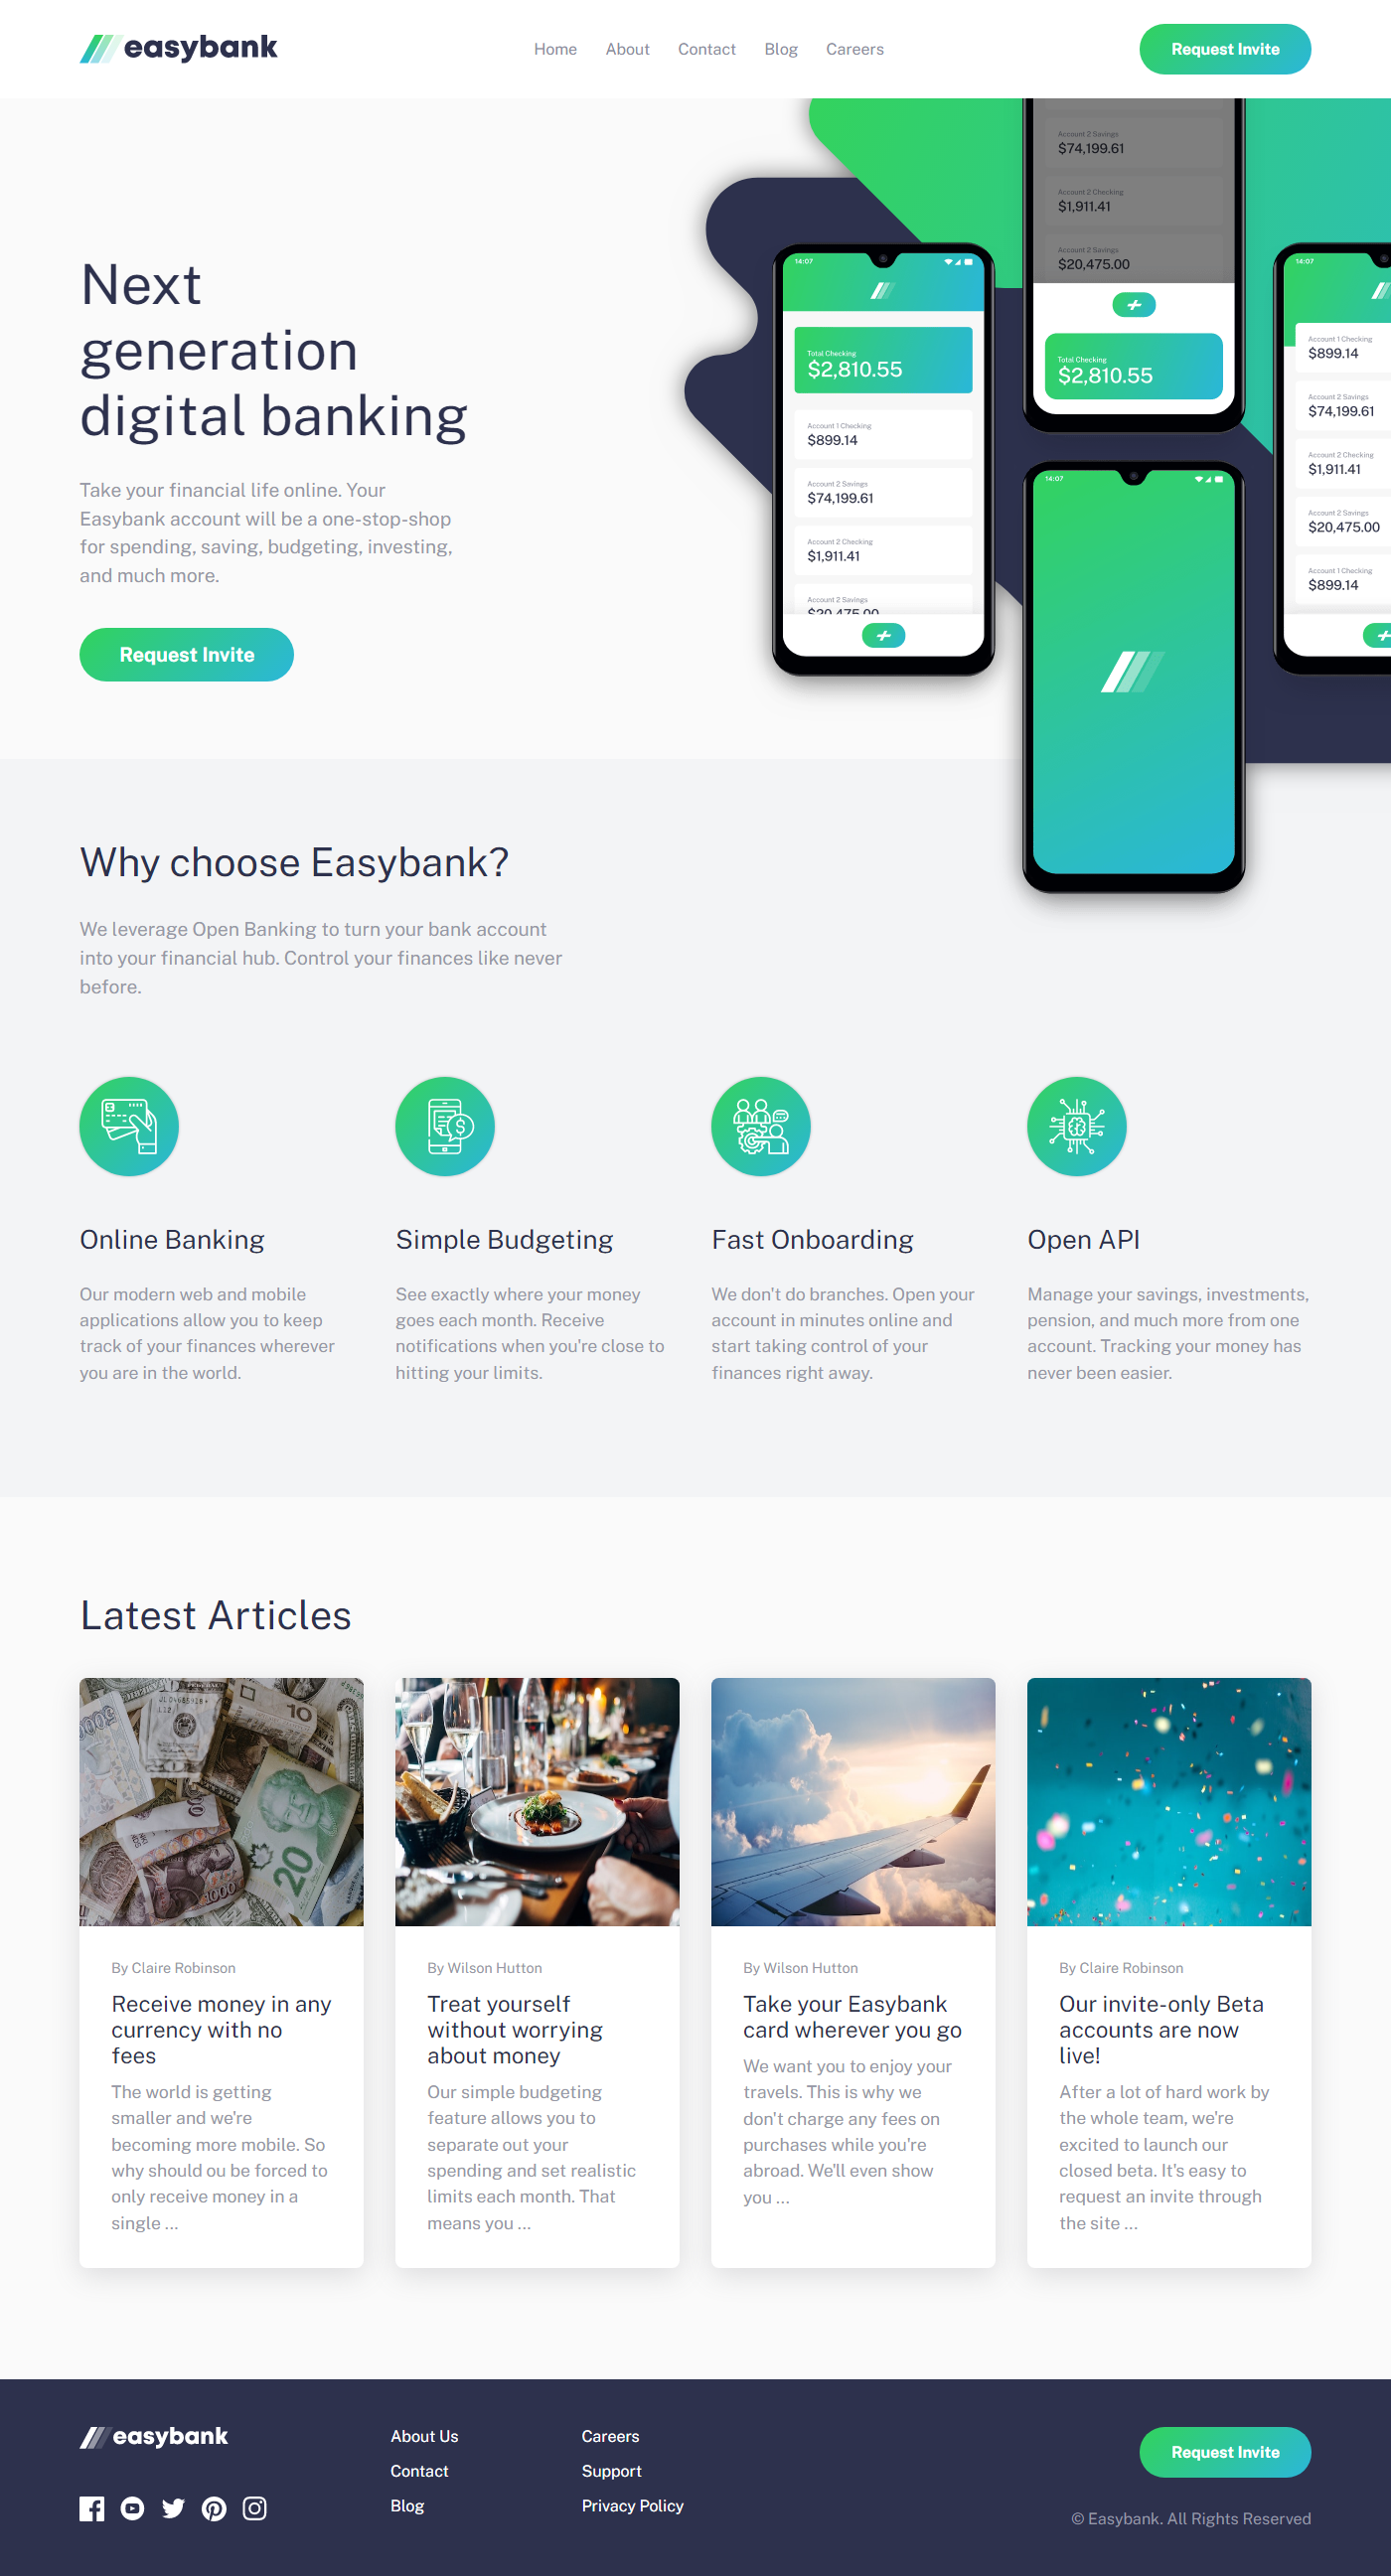 easybank
Home About Contact Blog Careers
Request Invite
Next
generation
digital banking
Take your financial life online. Your
Easybank account will be a one-stop-shop
for spending, saving, budgeting, investing,
and much more.
Request Invite
14:07
Total Checking
$2,810.55
Account 1 Checking
$899.14
Account 2 Savings
$74,199.61
Account 2 Checking
$1,911.41
Account 2 Savings
$20,475.00
Account 2 Savings
$74,199.61
Account 2 Checking
$1,911.41
Account 2 Savings
$20,475.00
Total Checking
$2,810.55
14:07
14:07
Account 1 Checking
$899.14
Account 2 Savings
$74,199.61
Account 2 Checking
$1,911.41
Account 2 Savings
$20,475.00
Account 1 Checking
$899.14
Why choose Easybank?
We leverage Open Banking to turn your bank account
into your financial hub. Control your finances like never
before.
Online Banking
Our modern web and mobile
applications allow you to keep
track of your finances wherever
you are in the world.
Simple Budgeting
See exactly where your money
goes each month. Receive
notifications when you're close to
hitting your limits.
Fast Onboarding
We don't do branches. Open your
account in minutes online and
start taking control of your
finances right away.
Open API
Manage your savings, investments,
pension, and much more from one
account. Tracking your money has
never been easier.
Latest Articles
10
20
1000
By Claire Robinson
Receive money in any
currency with no
fees
The world is getting
smaller and we're
becoming more mobile. So
why should ou be forced to
only receive money in a
single ...
By Wilson Hutton
Treat yourself
without worrying
about money
Our simple budgeting
feature allows you to
separate out your
spending and set realistic
limits each month. That
means you ...
By Wilson Hutton
Take your Easybank
card wherever you go
We want you to enjoy your
travels. This is why we
don't charge any fees on
purchases while you're
abroad. We'll even show
you ...
By Claire Robinson
Our invite-only Beta
accounts are now
live!
After a lot of hard work by
the whole team, we're
excited to launch our
closed beta. It's easy to
request an invite through
the site ...
easybank
About Us
Contact
Blog
Careers
Support
Privacy Policy
Request Invite
© Easybank. All Rights Reserved